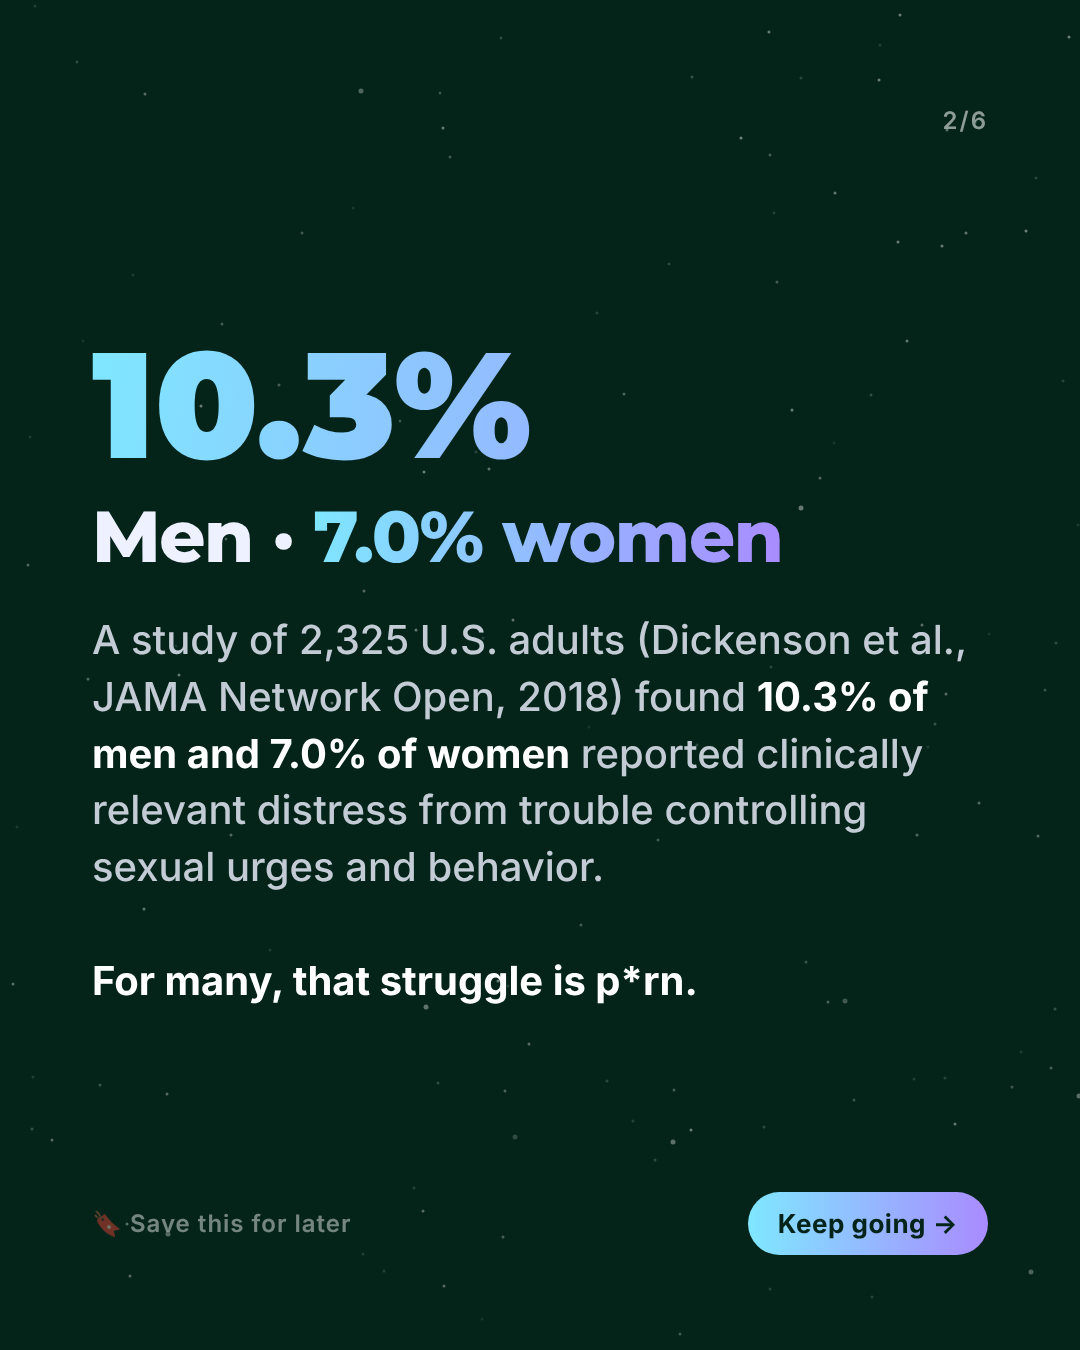 2/6
10.3%
Men · 7.0% women
A study of 2,325 U.S. adults (Dickenson et al.,
JAMA Network Open, 2018) found 10.3% of
men and 7.0% of women reported clinically
relevant distress from trouble controlling
sexual urges and behavior.
For many, that struggle is p*rn.
🔖 Save this for later
Keep going →